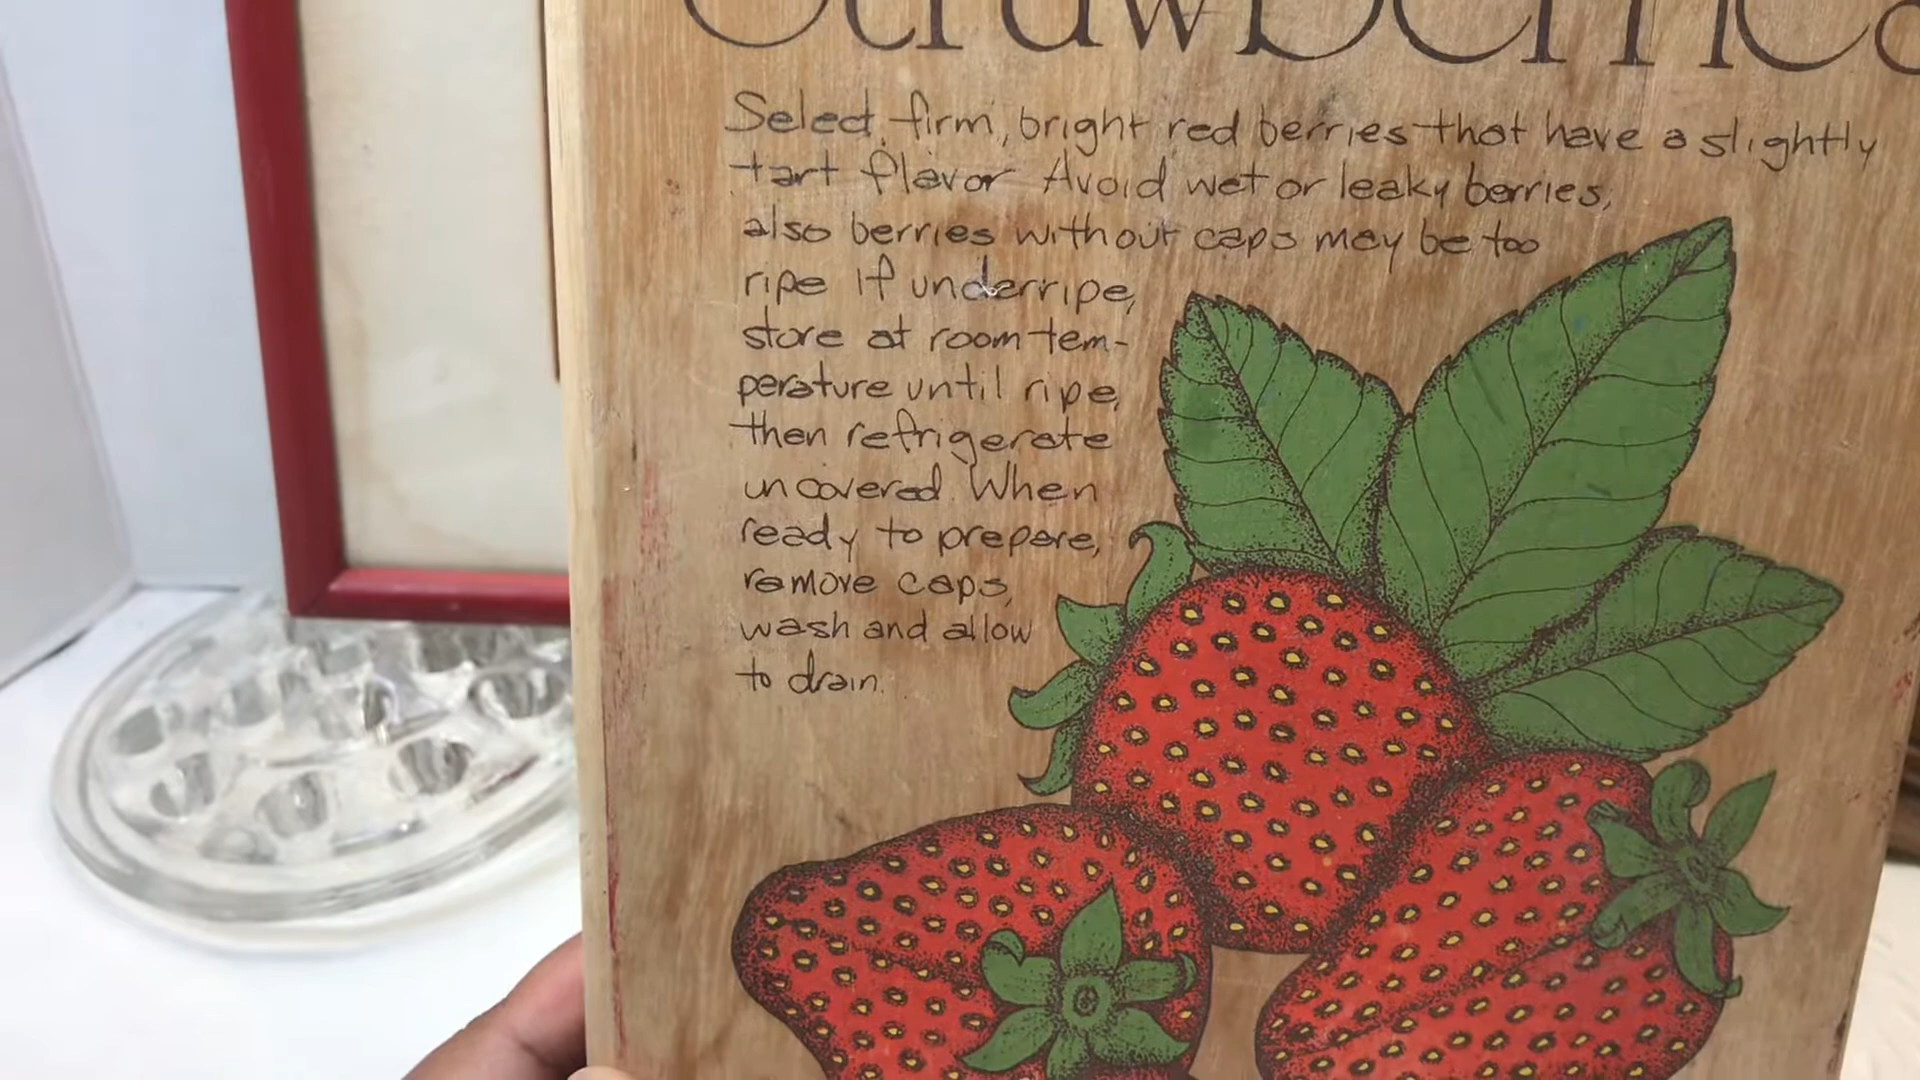 Strawberries
Select, firm, bright red berries that have a slightly
tart flavor Avoid wet or leaky berries,
also berries without caps may be too
ripe If underripe,
store at room tem-
perature until ripe,
then refrigerate
uncovered. When
ready to prepare,
remove caps,
wash and allow
to drain.